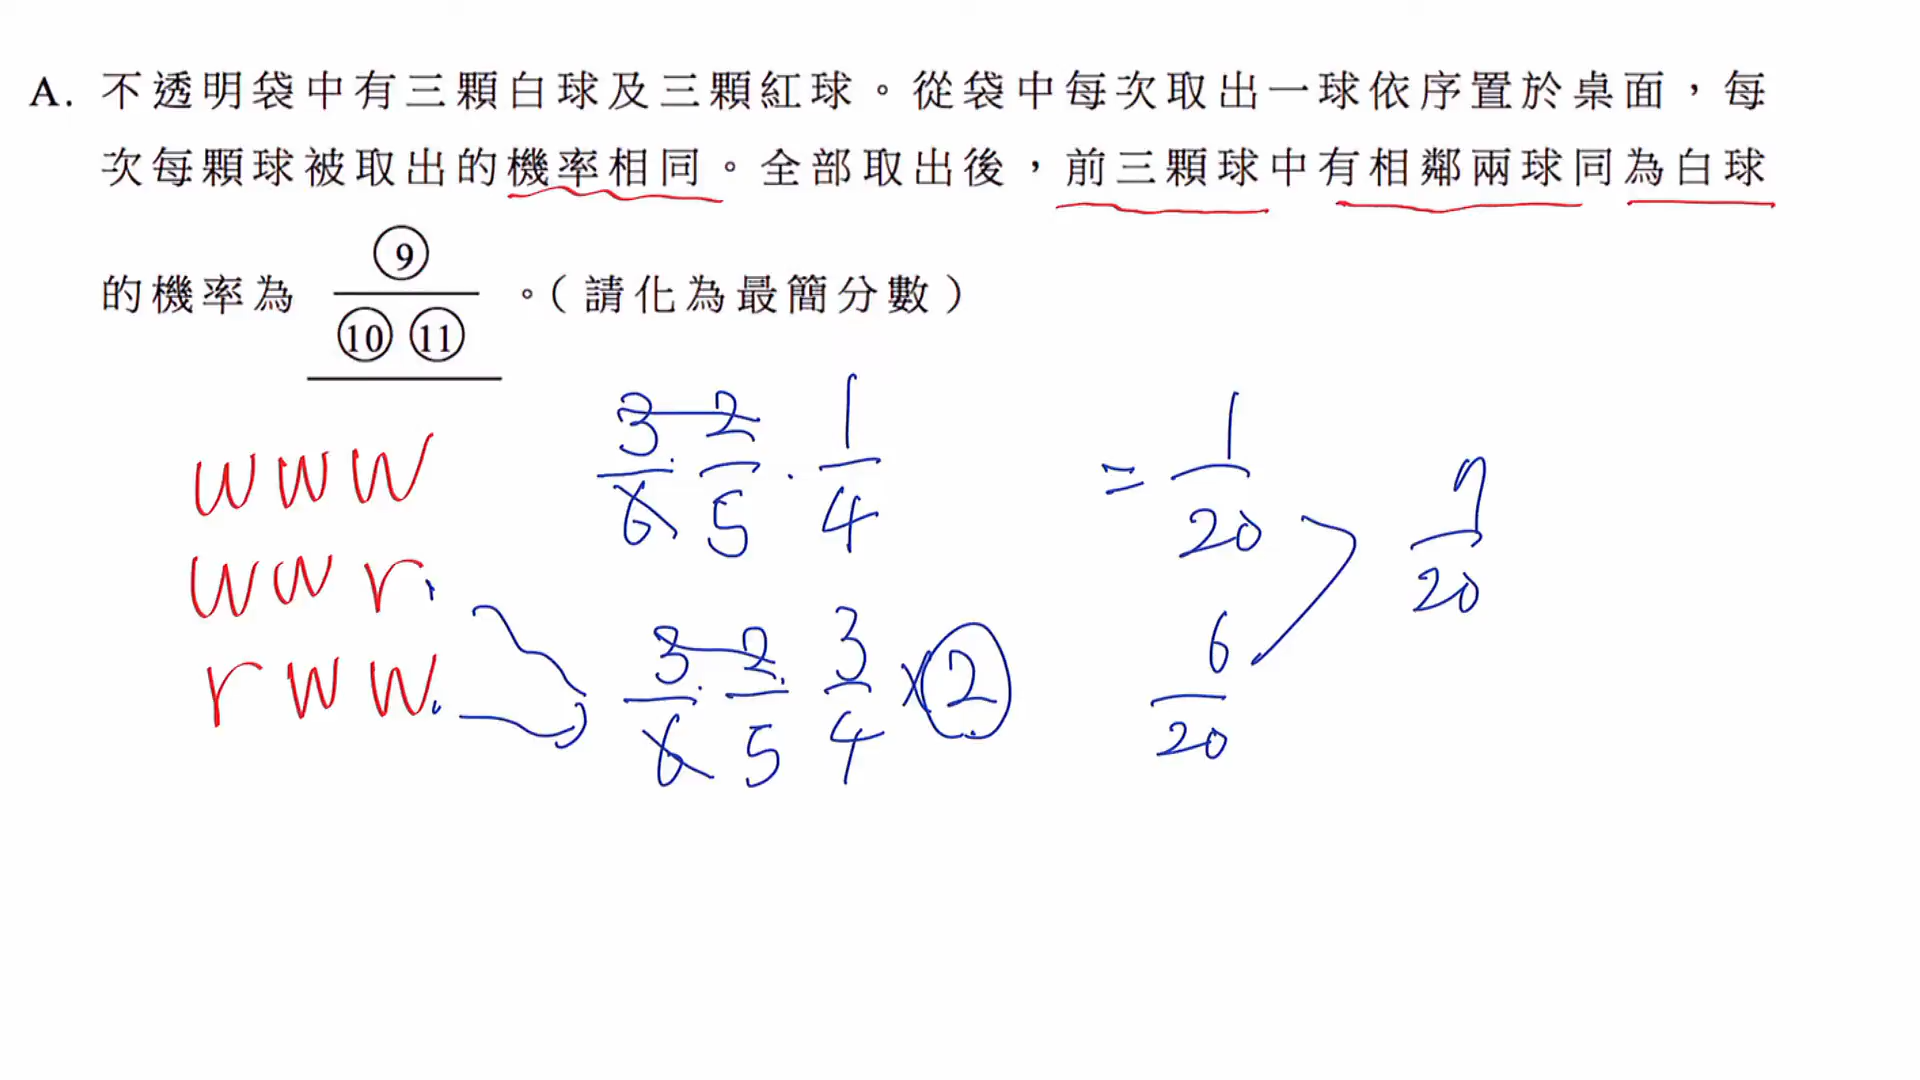 A. 不透明袋中有三顆白球及三顆紅球。從袋中每次取出一球依序置於桌面，每
次每顆球被取出的機率相同。全部取出後，前三顆球中有相鄰兩球同為白球
的機率為 ⑨/⑩⑪ 。（請化為最簡分數）
w w w 3/6 · 2/5 · 1/4 = 1/20
w w r 7/20
r w w 3/6 · 2/5 · 3/4 × 2 6/20